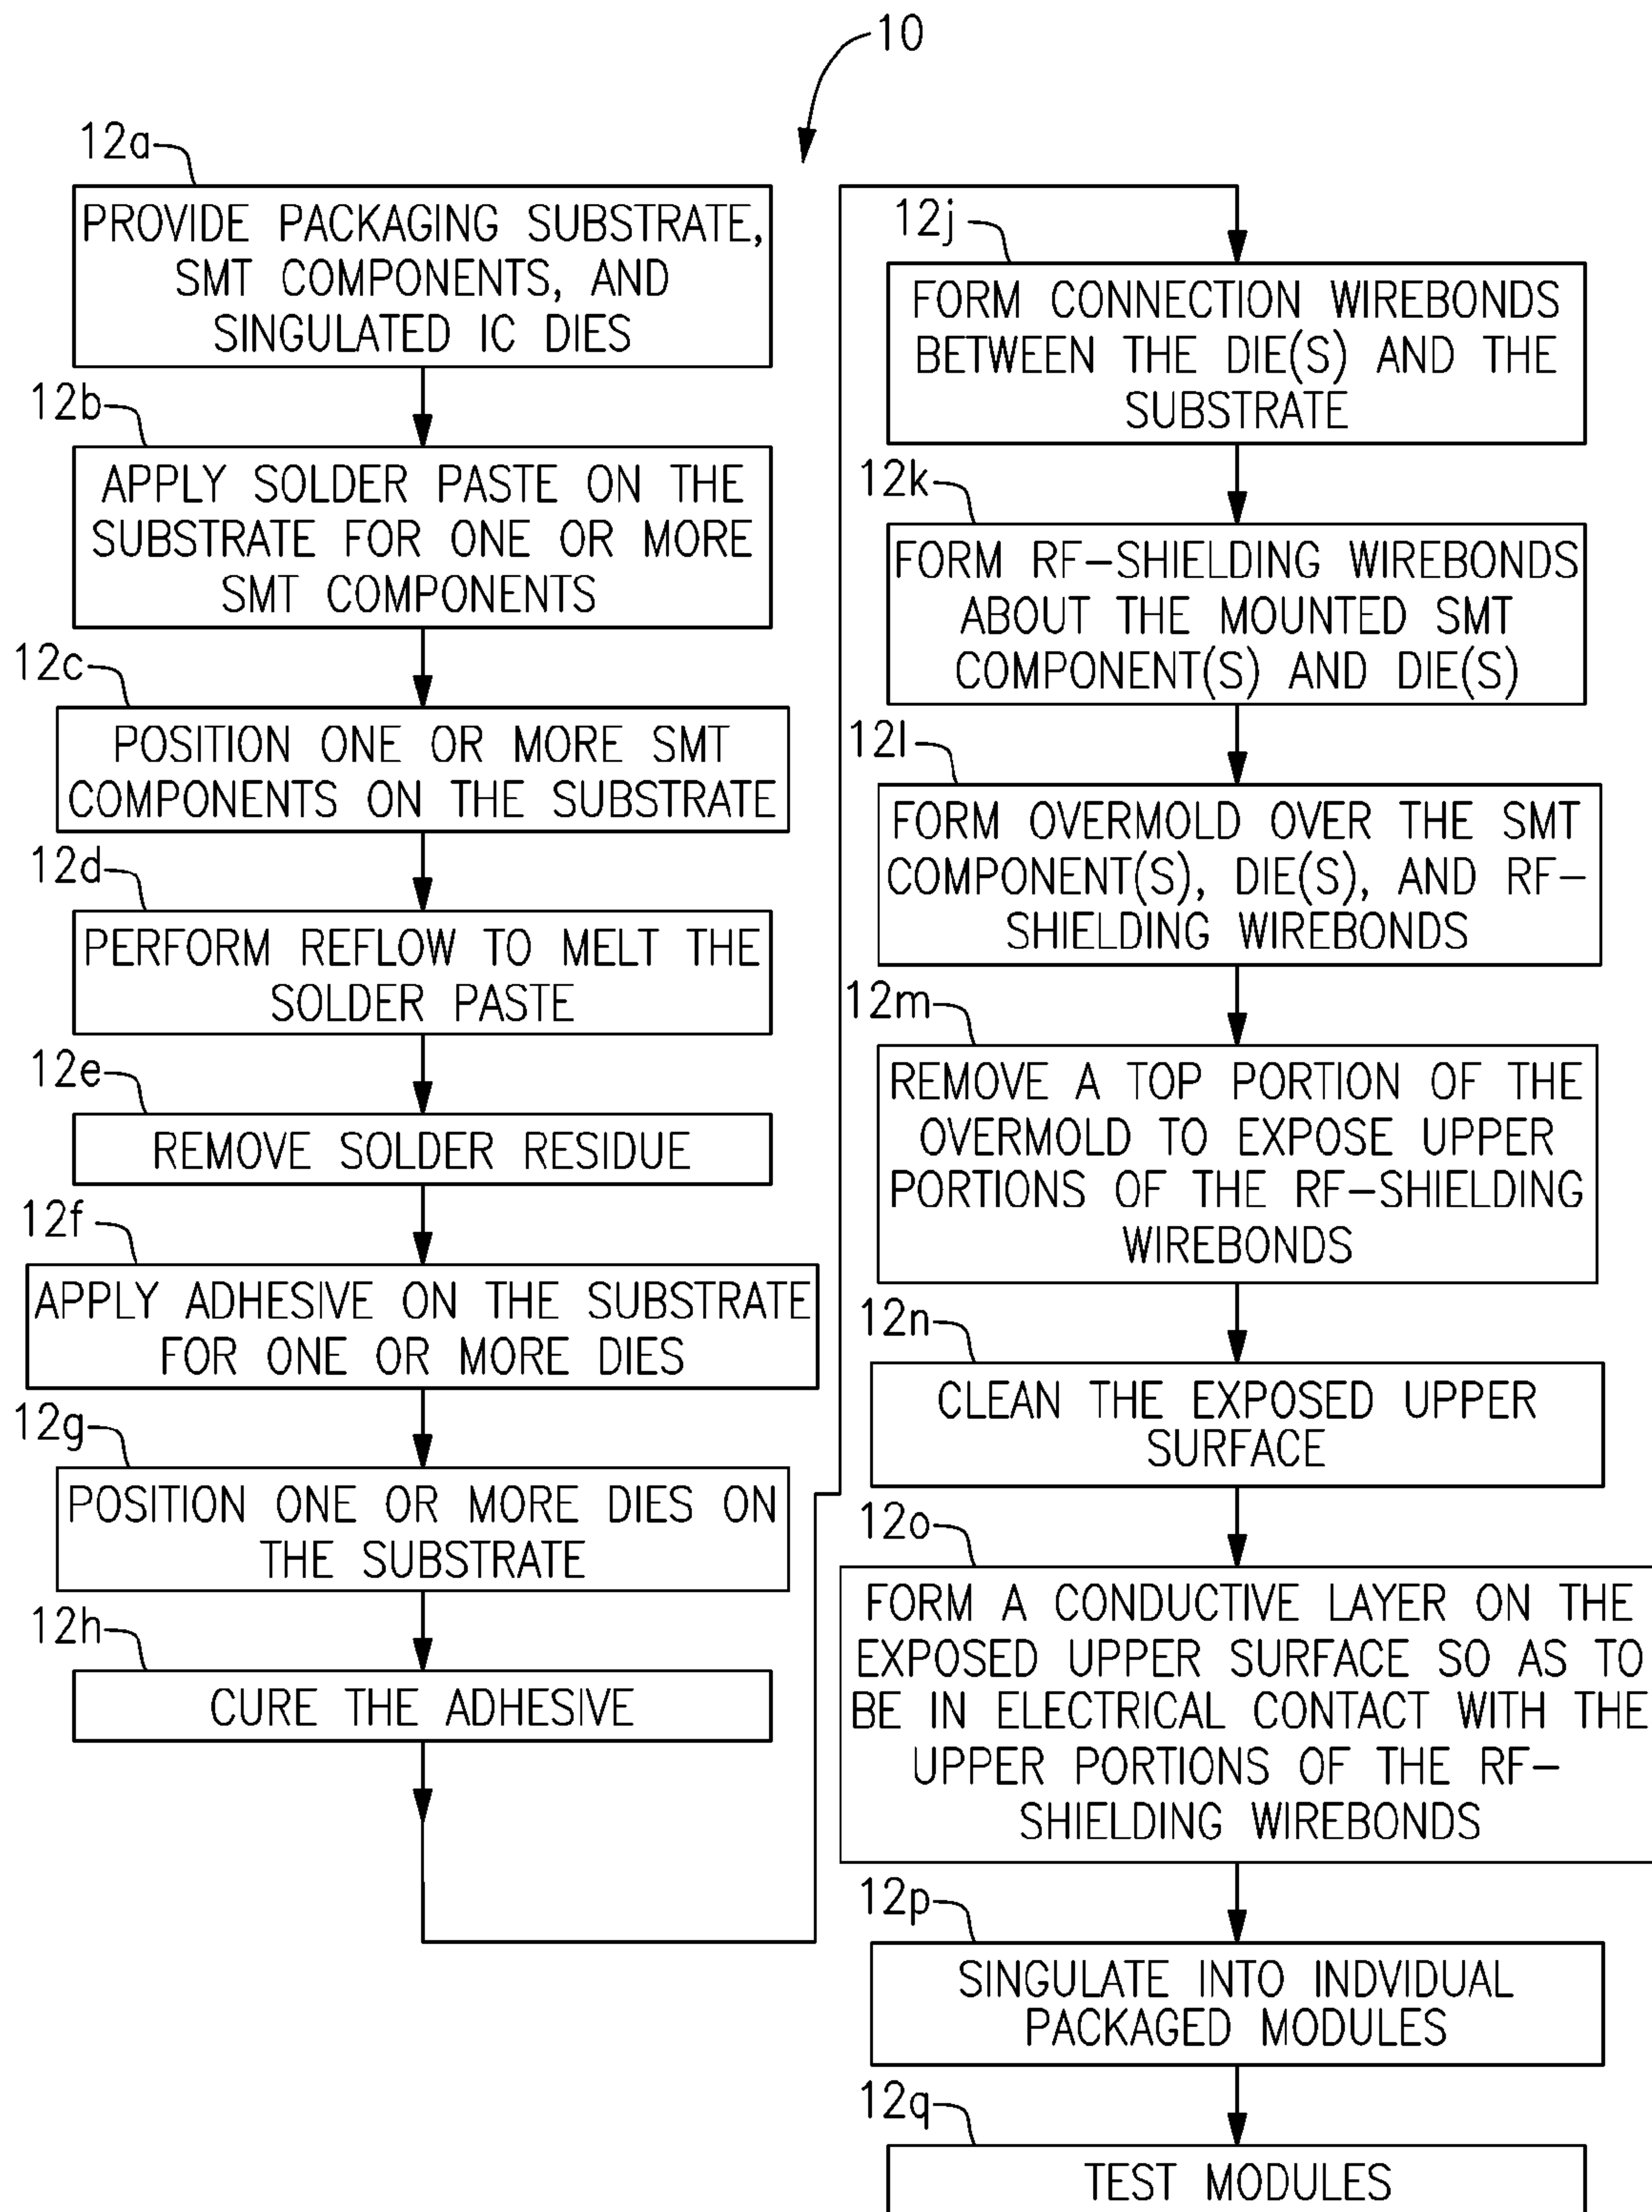 10
12a
PROVIDE PACKAGING SUBSTRATE,
SMT COMPONENTS, AND
SINGULATED IC DIES
12b
APPLY SOLDER PASTE ON THE
SUBSTRATE FOR ONE OR MORE
SMT COMPONENTS
12c
POSITION ONE OR MORE SMT
COMPONENTS ON THE SUBSTRATE
12d
PERFORM REFLOW TO MELT THE
SOLDER PASTE
12e
REMOVE SOLDER RESIDUE
12f
APPLY ADHESIVE ON THE SUBSTRATE
FOR ONE OR MORE DIES
12g
POSITION ONE OR MORE DIES ON
THE SUBSTRATE
12h
CURE THE ADHESIVE
12j
FORM CONNECTION WIREBONDS
BETWEEN THE DIE(S) AND THE
SUBSTRATE
12k
FORM RF-SHIELDING WIREBONDS
ABOUT THE MOUNTED SMT
COMPONENT(S) AND DIE(S)
12l
FORM OVERMOLD OVER THE SMT
COMPONENT(S), DIE(S), AND RF-
SHIELDING WIREBONDS
12m
REMOVE A TOP PORTION OF THE
OVERMOLD TO EXPOSE UPPER
PORTIONS OF THE RF-SHIELDING
WIREBONDS
12n
CLEAN THE EXPOSED UPPER
SURFACE
12o
FORM A CONDUCTIVE LAYER ON THE
EXPOSED UPPER SURFACE SO AS TO
BE IN ELECTRICAL CONTACT WITH THE
UPPER PORTIONS OF THE RF-
SHIELDING WIREBONDS
12p
SINGULATE INTO INDVIDUAL
PACKAGED MODULES
12q
TEST MODULES